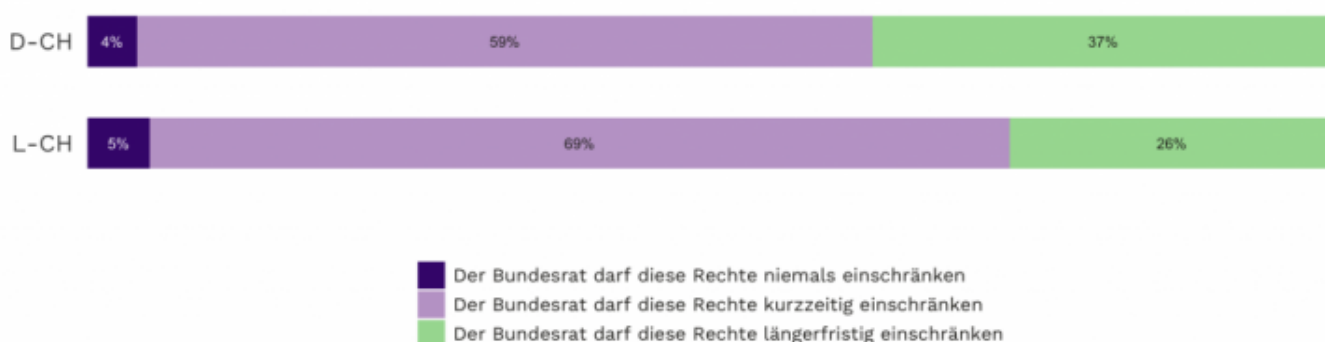 D-CH 4% 59% 37%
L-CH 5% 69% 26%
Der Bundesrat darf diese Rechte niemals einschränken
Der Bundesrat darf diese Rechte kurzzeitig einschränken
Der Bundesrat darf diese Rechte längerfristig einschränken